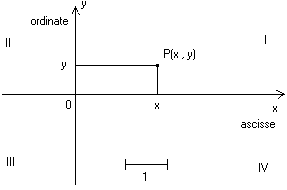 y
ordinate
II
I
P(x , y)
y
0
x
x
ascisse
III
IV
1